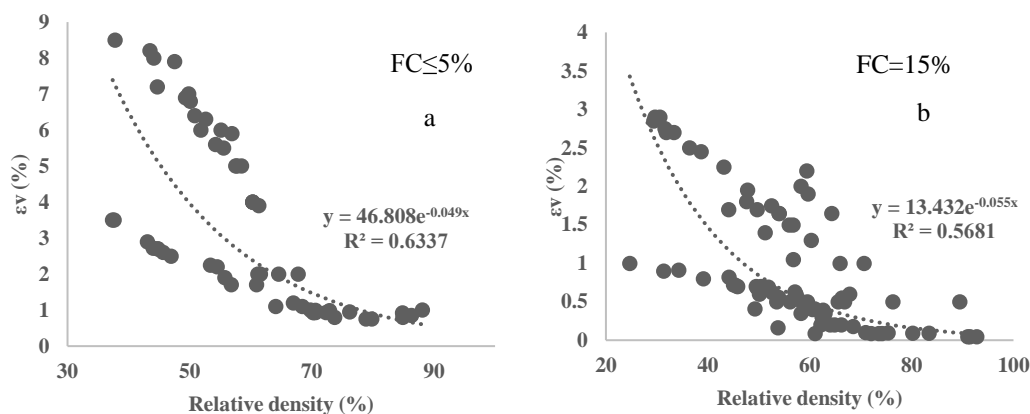 9
8
7
6
5
4
3
2
1
0
30
50
70
90
εv (%)
Relative density (%)
FC≤5%
a
y = 46.808e-0.049x
R² = 0.6337
4
3.5
3
2.5
2
1.5
1
0.5
0
20
40
60
80
100
εv (%)
Relative density (%)
FC=15%
b
y = 13.432e-0.055x
R² = 0.5681